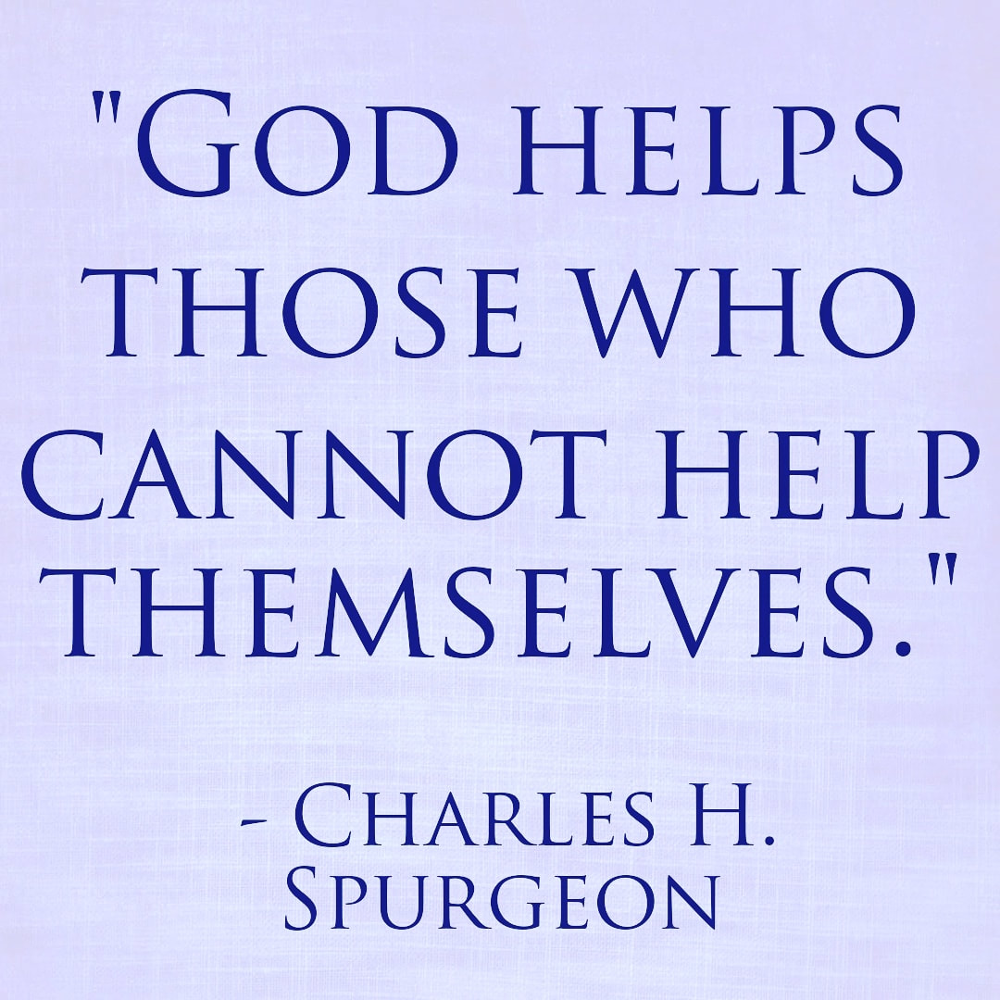 "God helps
those who
cannot help
themselves."
- Charles H.
Spurgeon